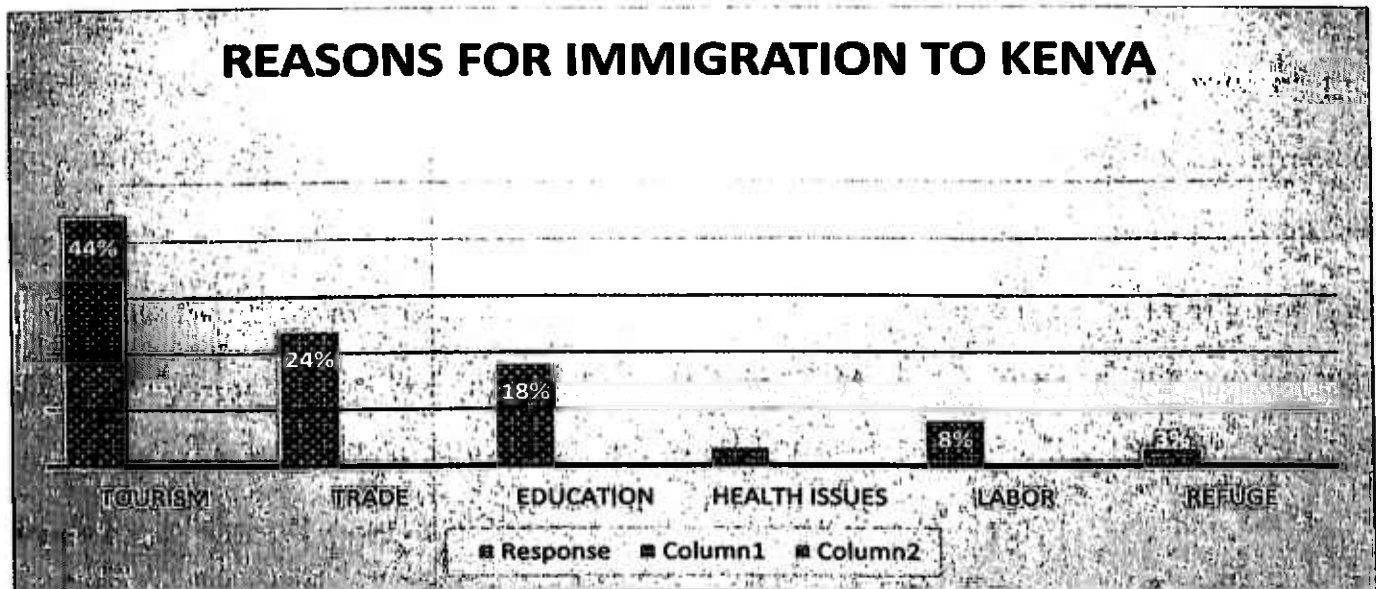 REASONS FOR IMMIGRATION TO KENYA
44%
24%
18%
8%
3%
TOURISM TRADE EDUCATION HEALTH ISSUES LABOR REFUGE
Response Column1 Column2